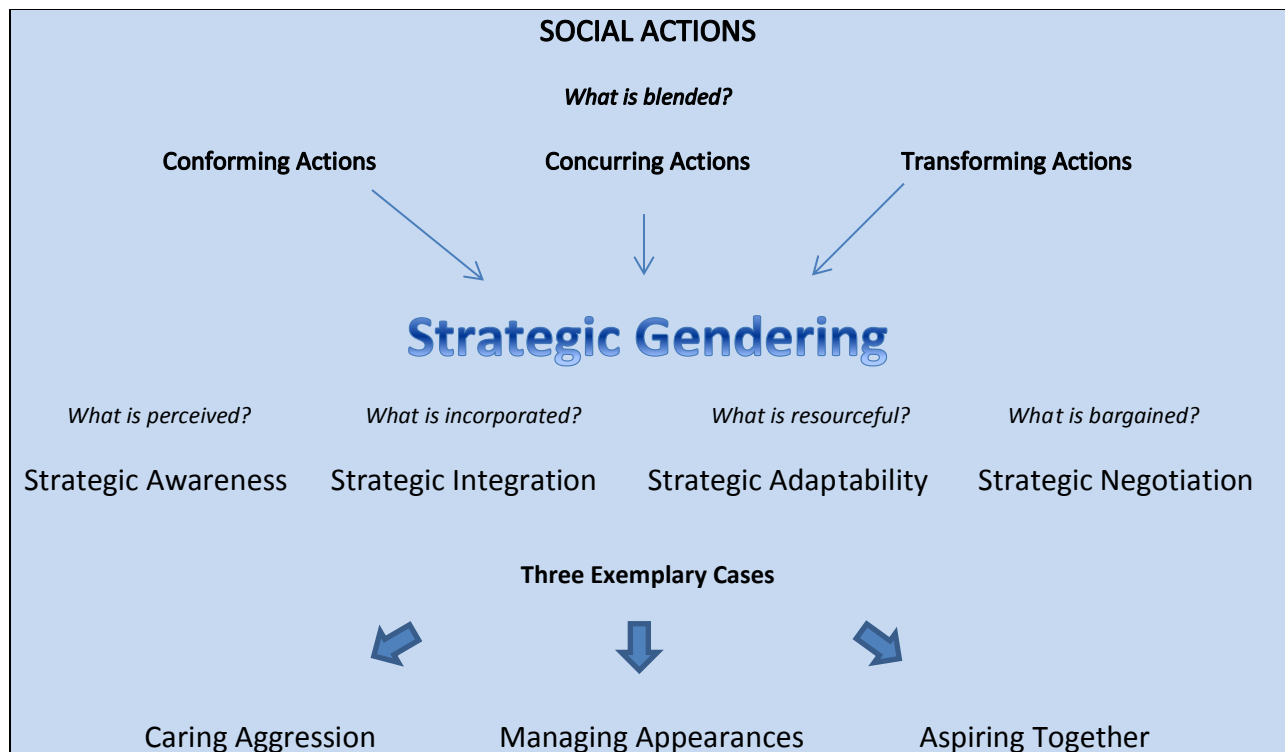 SOCIAL ACTIONS
What is blended?
Conforming Actions Concurring Actions Transforming Actions
Strategic Gendering
What is perceived? What is incorporated? What is resourceful? What is bargained?
Strategic Awareness Strategic Integration Strategic Adaptability Strategic Negotiation
Three Exemplary Cases
Caring Aggression Managing Appearances Aspiring Together